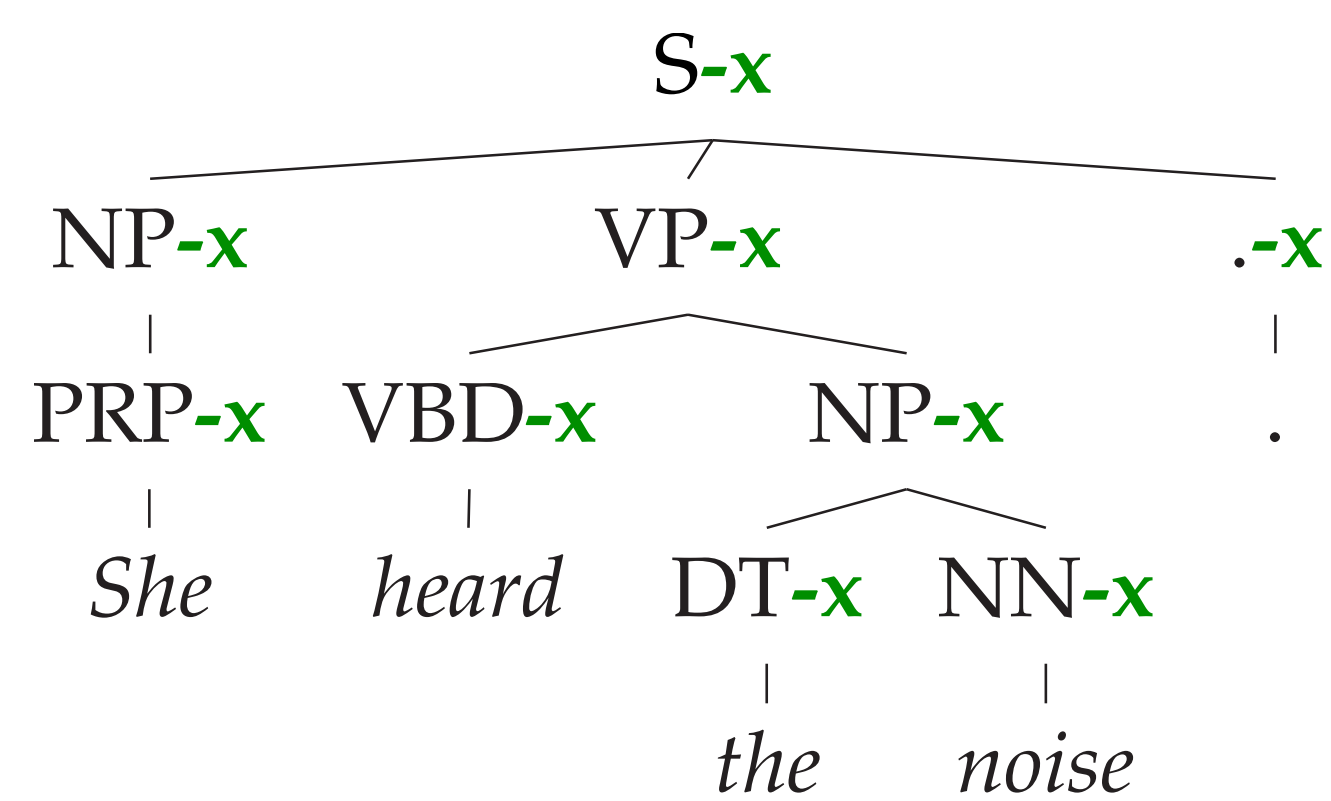 S-x
NP-x VP-x .-x
PRP-x VBD-x NP-x .
She heard DT-x NN-x
the noise